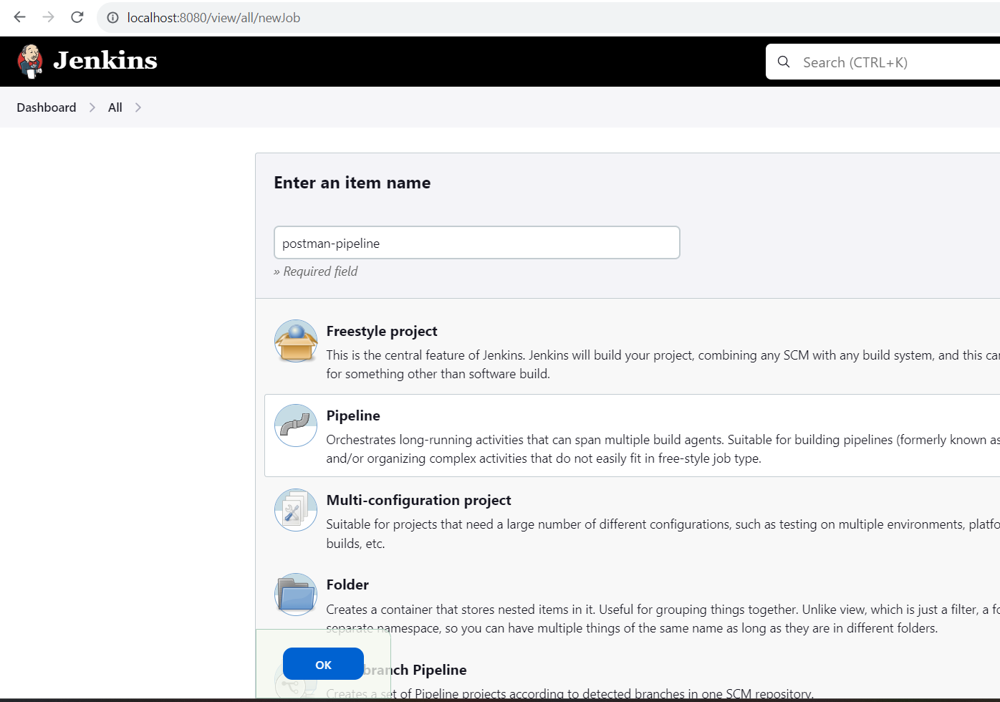 localhost:8080/view/all/newJob
Jenkins
Search (CTRL+K)
Dashboard
All
Enter an item name
postman-pipeline
» Required field
Freestyle project
This is the central feature of Jenkins. Jenkins will build your project, combining any SCM with any build system, and this
for something other than software build.
Pipeline
Orchestrates long-running activities that can span multiple build agents. Suitable for building pipelines (formerly known as
and/or organizing complex activities that do not easily fit in free-style job type.
Multi-configuration project
Suitable for projects that need a large number of different configurations, such as testing on multiple environments,
builds, etc.
Folder
Creates a container that stores nested items in it. Useful for grouping things together. Unlike view, which is just a filter, a
separate namespace, so you can have multiple things of the same name as long as they are in different folders.
OK
branch Pipeline
Creates a set of Pipeline projects according to detected branches in one SCM repository.